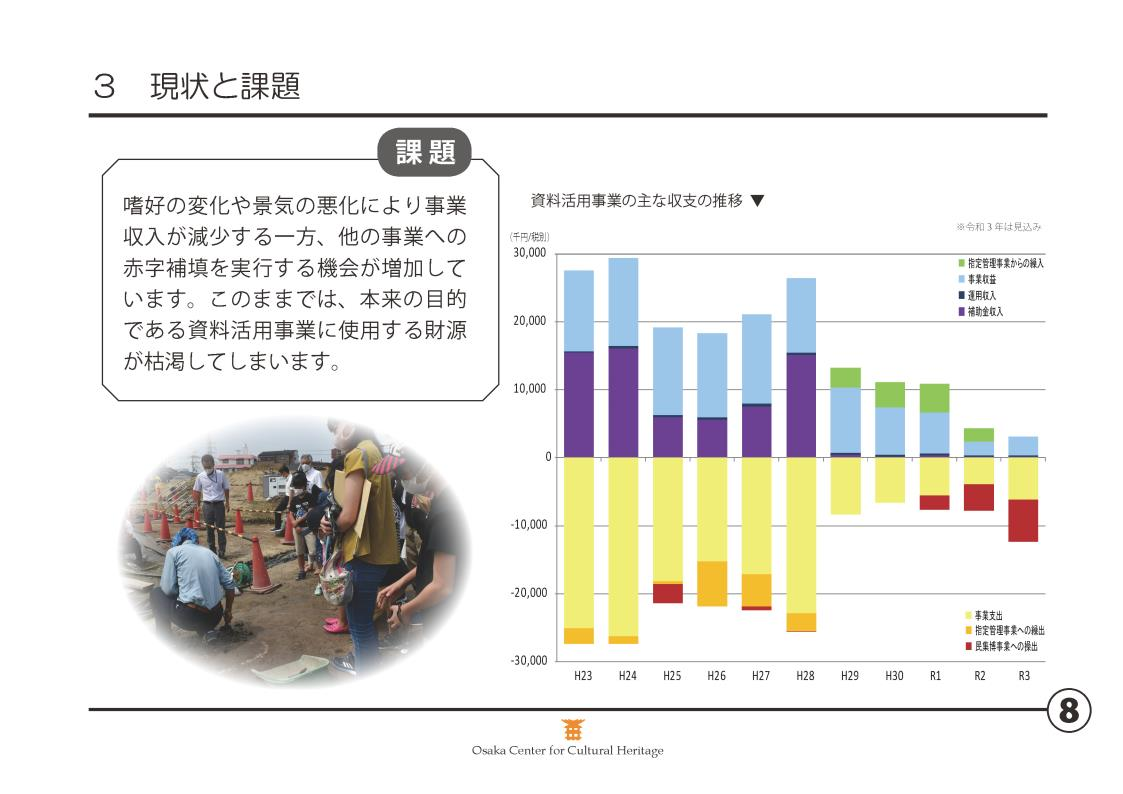 3 現状と課題
課題
嗜好の変化や景気の悪化により事業
収入が減少する一方、他の事業への
赤字補填を実行する機会が増加して
います。このままでは、本来の目的
である資料活用事業に使用する財源
が枯渇してしまいます。
資料活用事業の主な収支の推移 ▼
※令和3年は見込み
(千円/税別)
30,000
20,000
10,000
0
-10,000
-20,000
-30,000
指定管理事業からの繰入
事業収益
運用収入
補助金収入
事業支出
指定管理事業への繰出
民集博事業への操出
H23 H24 H25 H26 H27 H28 H29 H30 R1 R2 R3
8
Osaka Center for Cultural Heritage